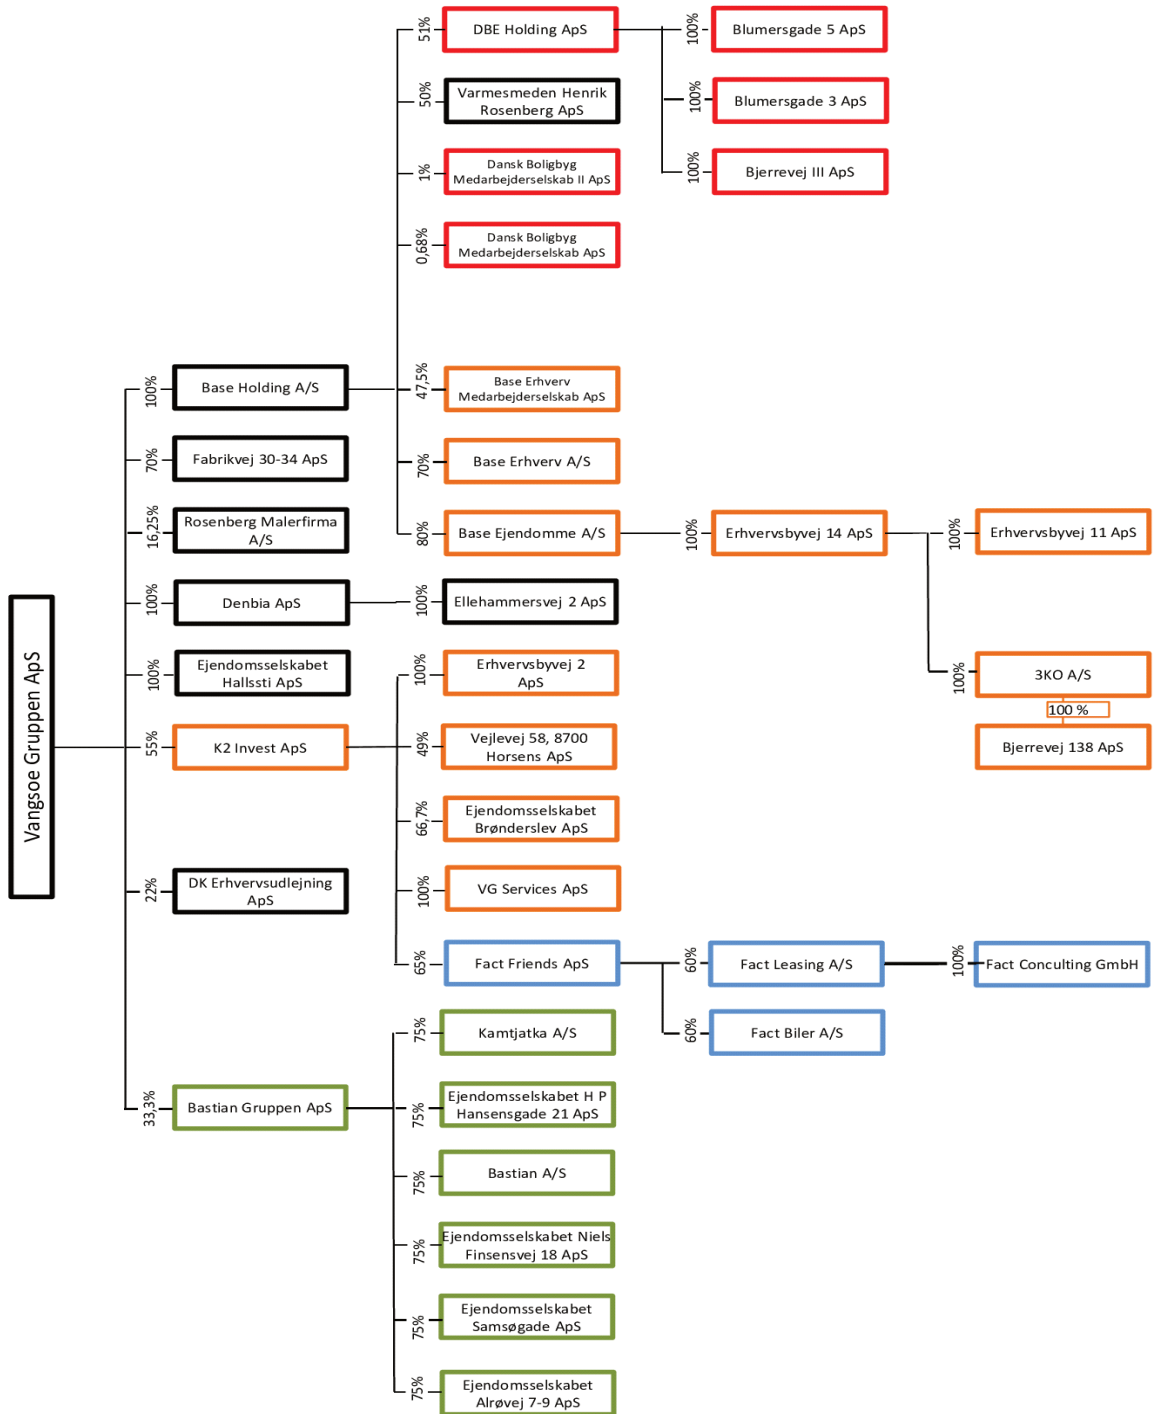 Vangsoe Gruppen ApS
100%
Base Holding A/S
70%
Fabrikvej 30-34 ApS
16,25%
Rosenberg Malerfirma
A/S
100%
Denbia ApS
100%
Ejendomsselskabet
Hallssti ApS
55%
K2 Invest ApS
22%
DK Erhvervsudlejning
ApS
33,3%
Bastian Gruppen ApS
51%
DBE Holding ApS
50%
Varmesmeden Henrik
Rosenberg ApS
1%
Dansk Boligbyg
Medarbejderselskab II ApS
0,68%
Dansk Boligbyg
Medarbejderselskab ApS
47,5%
Base Erhverv
Medarbejderselskab ApS
70%
Base Erhverv A/S
80%
Base Ejendomme A/S
100%
Ellehammersvej 2 ApS
100%
Erhvervsbyvej 2
ApS
49%
Vejlevej 58, 8700
Horsens ApS
66,7%
Ejendomsselskabet
Brønderslev ApS
100%
VG Services ApS
65%
Fact Friends ApS
75%
Kamtjatka A/S
75%
Ejendomsselskabet H P
Hansensgade 21 ApS
75%
Bastian A/S
75%
Ejendomsselskabet Niels
Finsensvej 18 ApS
75%
Ejendomsselskabet
Samsøgade ApS
75%
Ejendomsselskabet
Alrøvej 7-9 ApS
100%
Blumersgade 5 ApS
100%
Blumersgade 3 ApS
100%
Bjerrevej III ApS
100%
Erhvervsbyvej 14 ApS
60%
Fact Leasing A/S
60%
Fact Biler A/S
100%
Erhvervsbyvej 11 ApS
100%
3KO A/S
100 %
Bjerrevej 138 ApS
100%
Fact Conculting GmbH